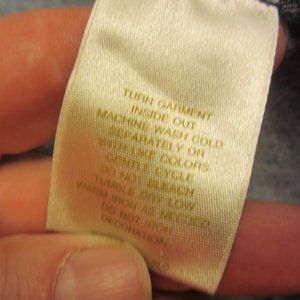 TURN GARMENT
INSIDE OUT
MACHINE WASH COLD
SEPARATELY OR
WITH LIKE COLORS
GENTLE CYCLE
DO NOT BLEACH
TUMBLE DRY LOW
WARM IRON AS NEEDED
DO NOT IRON
DECORATION